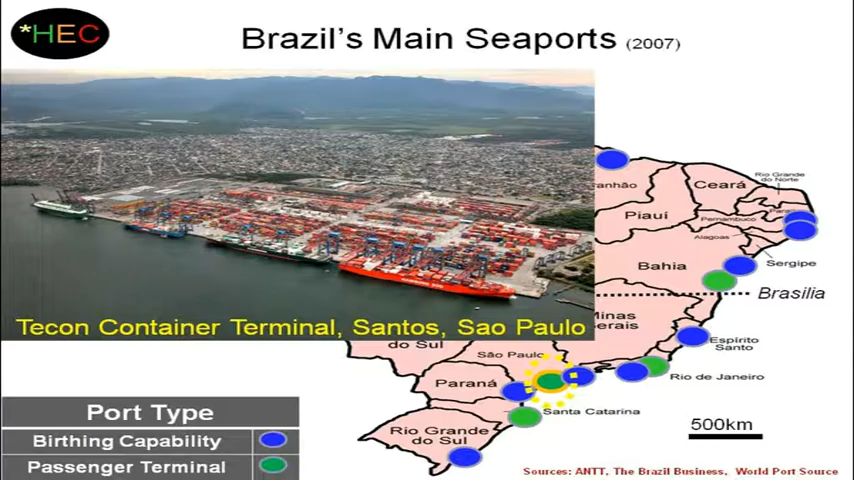 *HEC
Brazil's Main Seaports (2007)
Rio Grande
do Norte
Ceará
Piauí
Pernambuco
Alagoas
Sergipe
Bahia
Brasilia
Minas
Tecon Container Terminal, Santos, Sao Paulo
do Sul
São Paulo
Espírito
Santo
Rio de Janeiro
Paraná
Santa Catarina
Rio Grande
do Sul
500km
Port Type
Birthing Capability
Passenger Terminal
Sources: ANTT, The Brazil Business, World Port Source